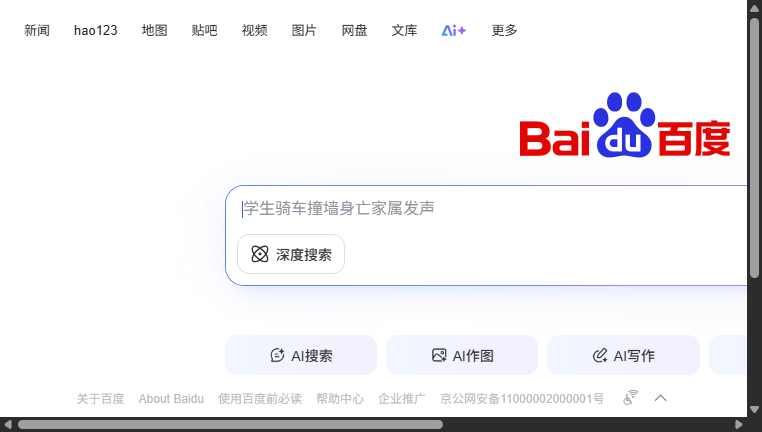 新闻 hao123 地图 贴吧 视频 图片 网盘 文库 Ai+ 更多
Bai du 百度
学生骑车撞墙身亡家属发声
深度搜索
AI搜索 AI作图 AI写作
关于百度 About Baidu 使用百度前必读 帮助中心 企业推广 京公网安备11000002000001号